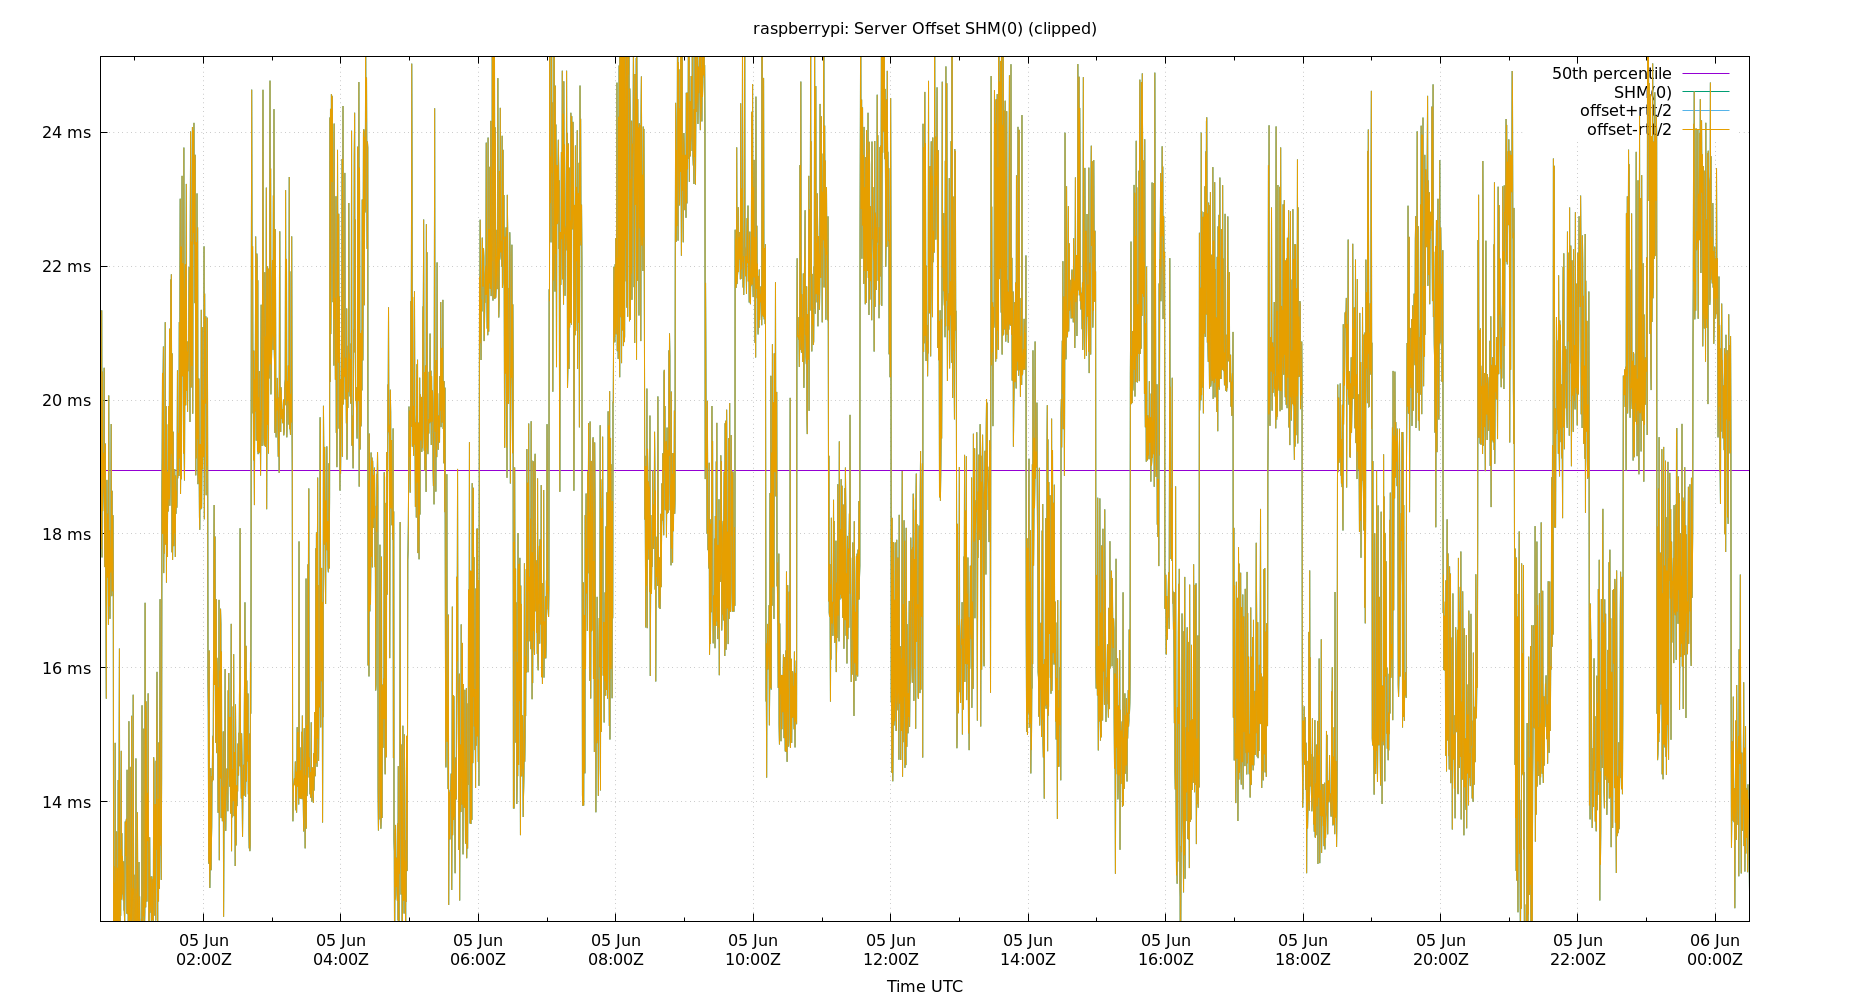 raspberrypi: Server Offset SHM(0) (clipped)
50th percentile
SHM(0)
offset+rtt/2
offset-rtt/2
24 ms
22 ms
20 ms
18 ms
16 ms
14 ms
05 Jun 05 Jun 05 Jun 05 Jun 05 Jun 05 Jun 05 Jun 05 Jun 05 Jun 05 Jun 05 Jun 06 Jun
02:00Z 04:00Z 06:00Z 08:00Z 10:00Z 12:00Z 14:00Z 16:00Z 18:00Z 20:00Z 22:00Z 00:00Z
Time UTC